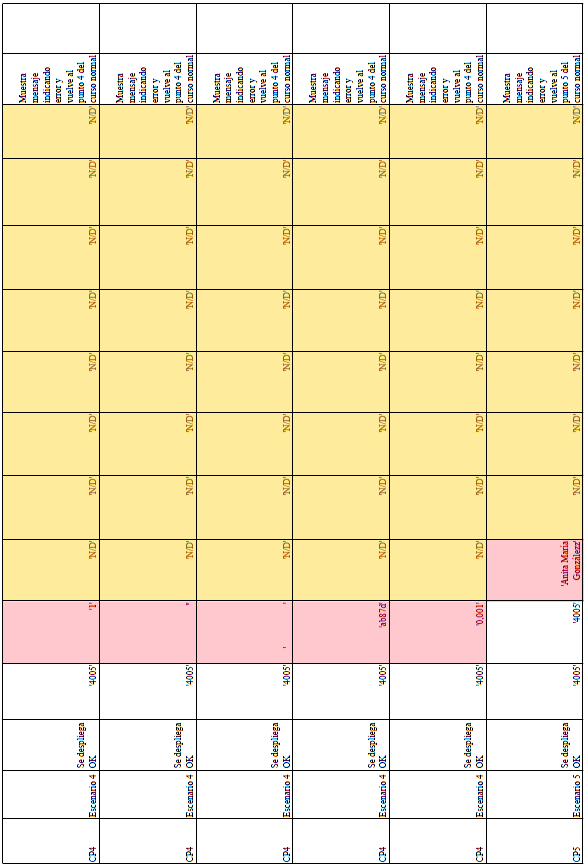 CP4
Escenario 4
Se despliega
OK
'4005'
'1'
'N/D'
'N/D'
'N/D'
'N/D'
'N/D'
'N/D'
'N/D'
'N/D'
Muestra
mensaje
indicando
error y
vuelve al
punto 4 del
curso normal
CP4
Escenario 4
Se despliega
OK
'4005'
''
'N/D'
'N/D'
'N/D'
'N/D'
'N/D'
'N/D'
'N/D'
'N/D'
Muestra
mensaje
indicando
error y
vuelve al
punto 4 del
curso normal
CP4
Escenario 4
Se despliega
OK
'4005'
' '
'N/D'
'N/D'
'N/D'
'N/D'
'N/D'
'N/D'
'N/D'
'N/D'
Muestra
mensaje
indicando
error y
vuelve al
punto 4 del
curso normal
CP4
Escenario 4
Se despliega
OK
'4005'
'ab87d'
'N/D'
'N/D'
'N/D'
'N/D'
'N/D'
'N/D'
'N/D'
'N/D'
Muestra
mensaje
indicando
error y
vuelve al
punto 4 del
curso normal
CP4
Escenario 4
Se despliega
OK
'4005'
'0,001'
'N/D'
'N/D'
'N/D'
'N/D'
'N/D'
'N/D'
'N/D'
'N/D'
Muestra
mensaje
indicando
error y
vuelve al
punto 4 del
curso normal
CP5
Escenario 5
Se despliega
OK
'4005'
'4005'
'Anita Maria
Gonzálezz'
'N/D'
'N/D'
'N/D'
'N/D'
'N/D'
'N/D'
'N/D'
Muestra
mensaje
indicando
error y
vuelve al
punto 5 del
curso normal